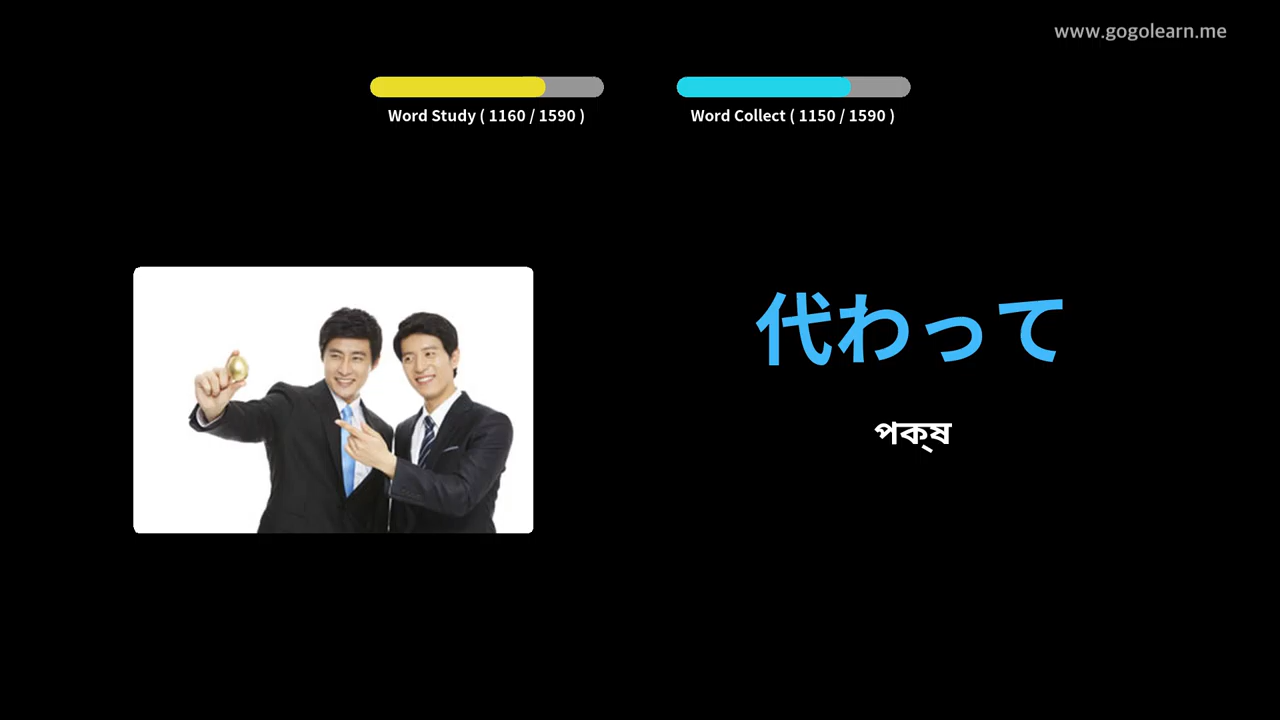 www.gogolearn.me
Word Study ( 1160 / 1590 )
Word Collect ( 1150 / 1590 )
代わって
পক্‌ষ